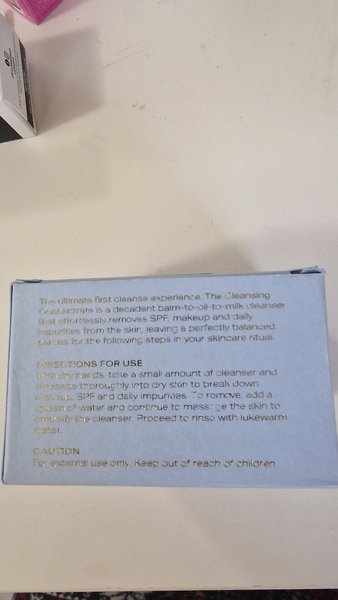 The ultimate first cleanse experience. The Cleansing
Concentrate is a decadent balm-to-oil-to-milk cleanser
that effortlessly removes SPF, makeup and daily
impurities from the skin, leaving a perfectly balanced
canvas for the following steps in your skincare ritual.
DIRECTIONS FOR USE
With dry hands, take a small amount of cleanser and
massage thoroughly into dry skin to break down
makeup, SPF and daily impurities. To remove, add a
splash of water and continue to massage the skin to
emulsify the cleanser. Proceed to rinse with lukewarm
water.
CAUTION
For external use only. Keep out of reach of children.